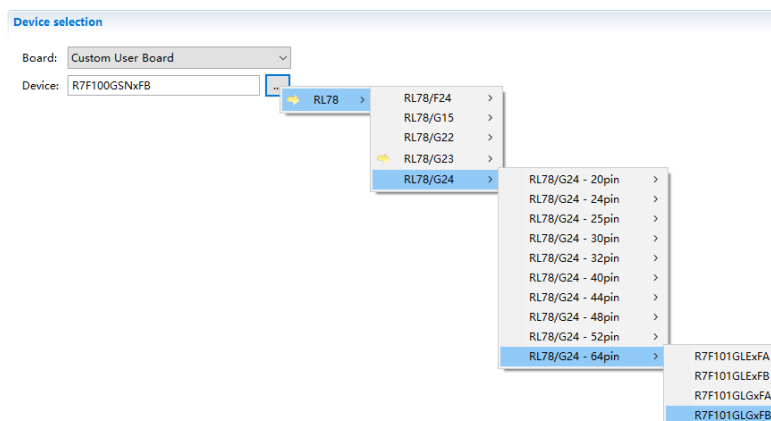 Device selection
Board: Custom User Board
Device: R7F100GSNxFB ...
RL78
RL78/F24
RL78/G15
RL78/G22
RL78/G23
RL78/G24
RL78/G24 - 20pin
RL78/G24 - 24pin
RL78/G24 - 25pin
RL78/G24 - 30pin
RL78/G24 - 32pin
RL78/G24 - 40pin
RL78/G24 - 44pin
RL78/G24 - 48pin
RL78/G24 - 52pin
RL78/G24 - 64pin
R7F101GLExFA
R7F101GLExFB
R7F101GLGxFA
R7F101GLGxFB